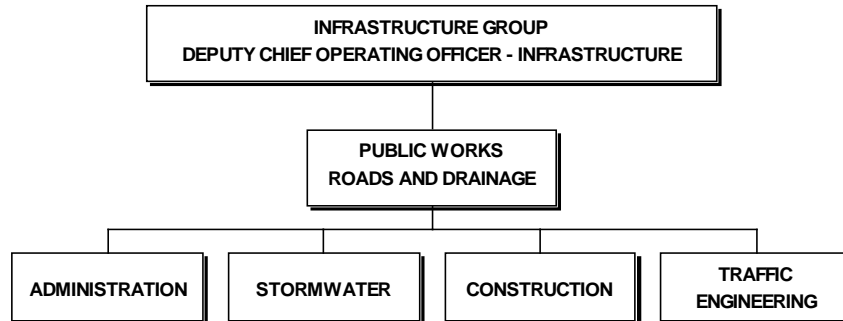 INFRASTRUCTURE GROUP
DEPUTY CHIEF OPERATING OFFICER - INFRASTRUCTURE
PUBLIC WORKS
ROADS AND DRAINAGE
ADMINISTRATION
STORMWATER
CONSTRUCTION
TRAFFIC
ENGINEERING